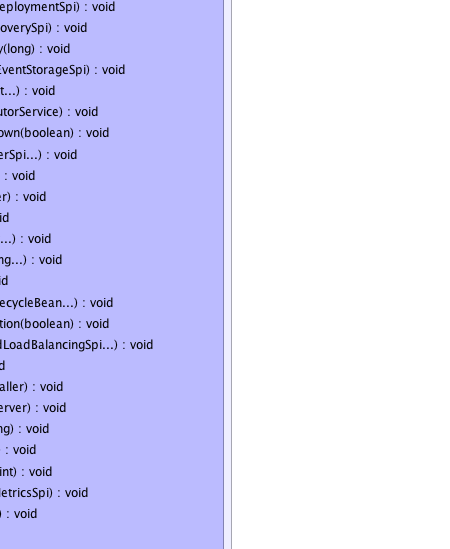 eploymentSpi) : void
overySpi) : void
y(long) : void
EventStorageSpi) : void
t...) : void
utorService) : void
own(boolean) : void
erSpi...) : void
: void
er) : void
id
...) : void
ng...) : void
id
ecycleBean...) : void
tion(boolean) : void
dLoadBalancingSpi...) : void
d
aller) : void
erver) : void
ng) : void
: void
int) : void
MetricsSpi) : void
) : void